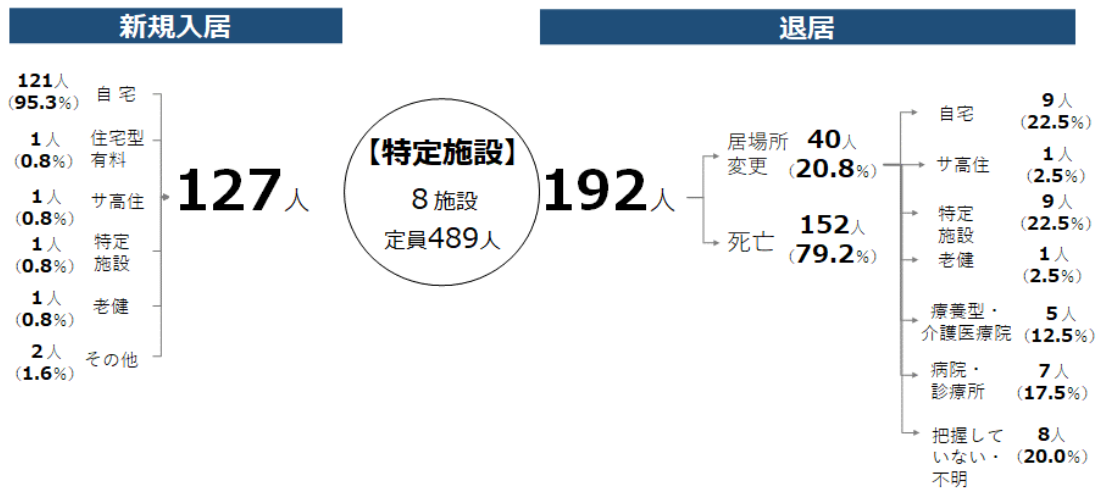 新規入居
121人
(95.3%)
自 宅
1人
(0.8%)
住宅型
有料
1人
(0.8%)
サ高住
1人
(0.8%)
特定
施設
1人
(0.8%)
老健
2人
(1.6%)
その他
127人
【特定施設】
8施設
定員489人
退居
192人
居場所
変更
40人
(20.8%)
死亡
152人
(79.2%)
自宅
9人
(22.5%)
サ高住
1人
(2.5%)
特定
施設
9人
(22.5%)
老健
1人
(2.5%)
療養型・
介護医療院
5人
(12.5%)
病院・
診療所
7人
(17.5%)
把握して
いない・
不明
8人
(20.0%)